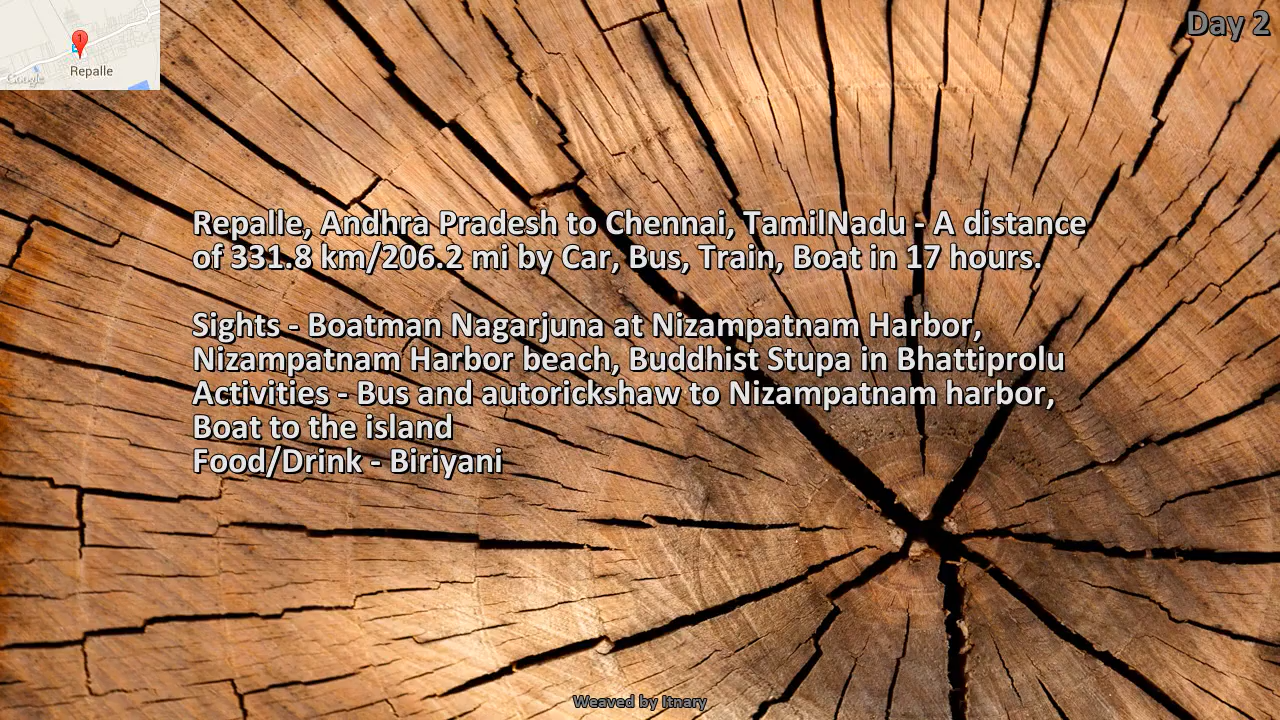 Day 2
1
Repalle
Google
Repalle, Andhra Pradesh to Chennai, TamilNadu - A distance
of 331.8 km/206.2 mi by Car, Bus, Train, Boat in 17 hours.
Sights - Boatman Nagarjuna at Nizampatnam Harbor,
Nizampatnam Harbor beach, Buddhist Stupa in Bhattiprolu
Activities - Bus and autorickshaw to Nizampatnam harbor,
Boat to the island
Food/Drink - Biriyani
Weaved by Itnary